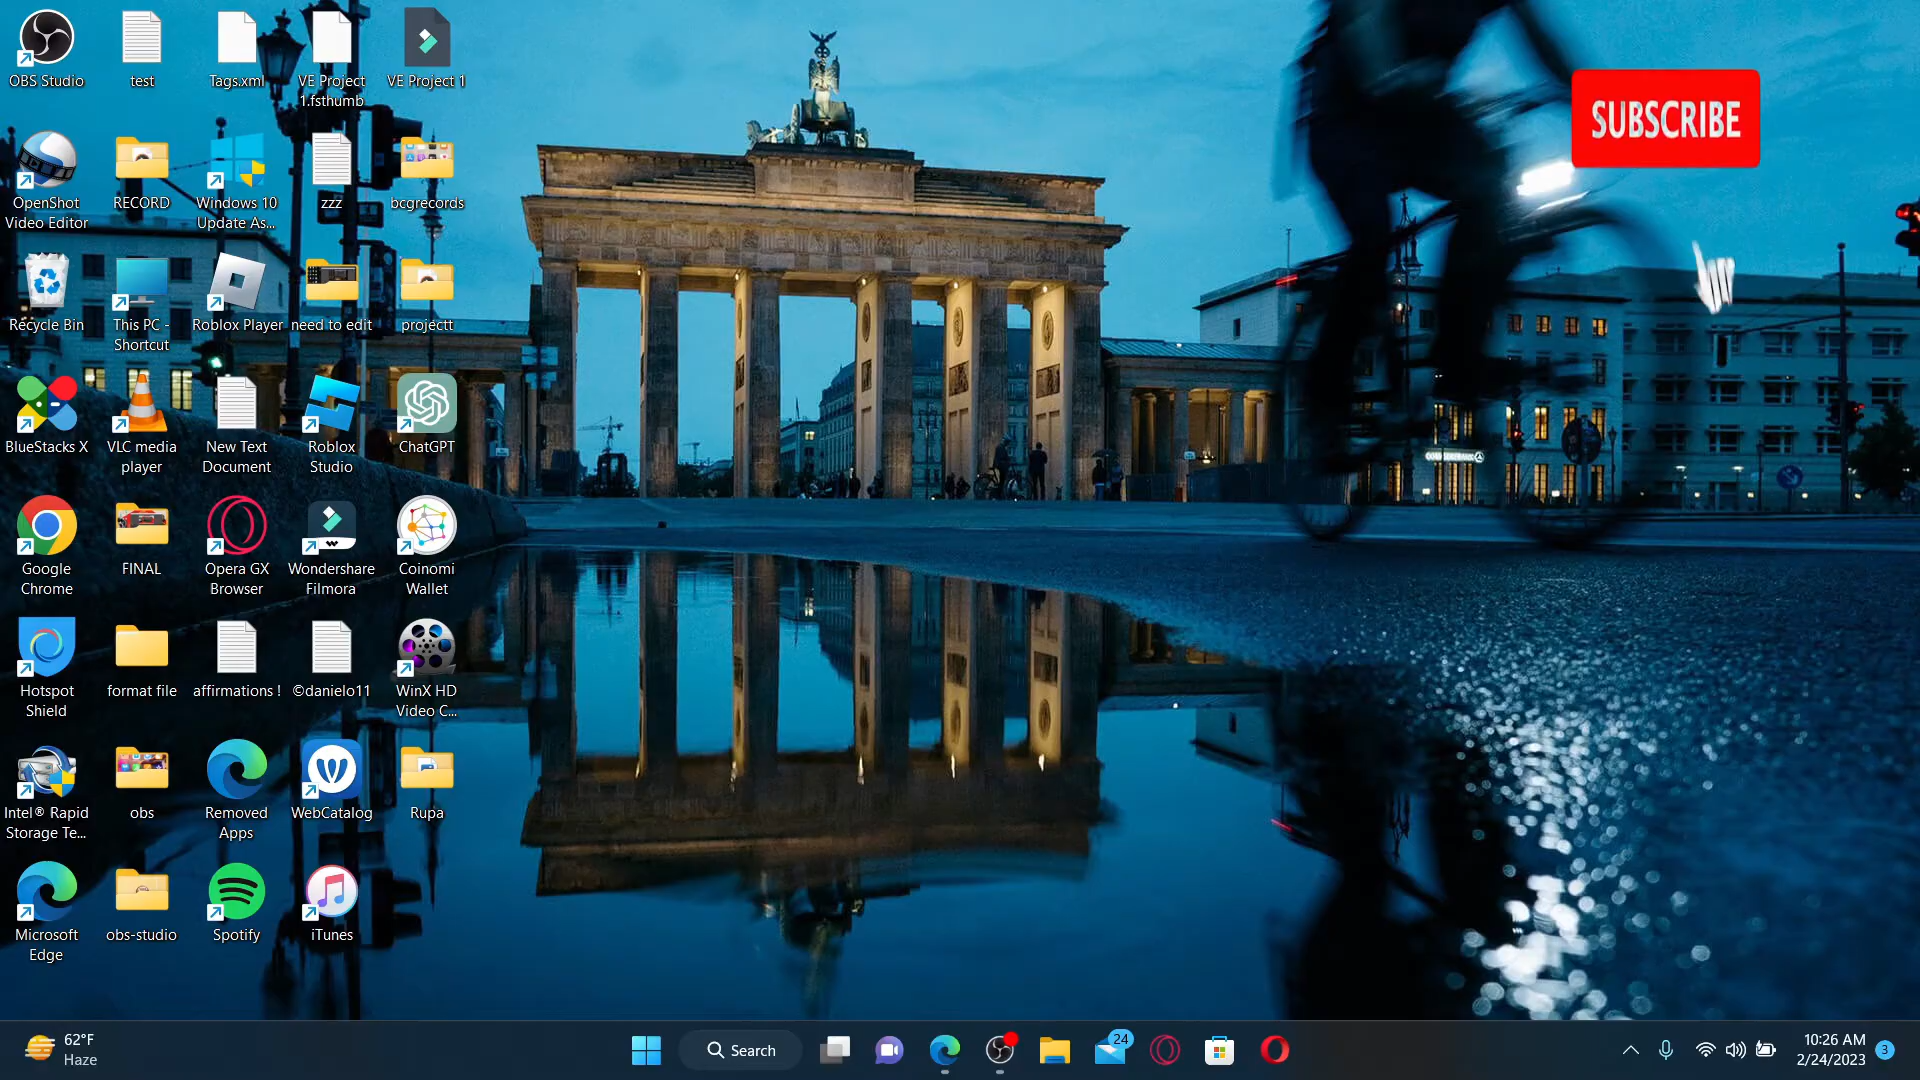 OBS Studio
test
Tags.xml
VE Project
1.fsthumb
VE Project 1
SUBSCRIBE
OpenShot
Video Editor
RECORD
Windows 10
Update As...
zzz
bcgrecords
Recycle Bin
This PC -
Shortcut
Roblox Player
need to edit
projectt
BlueStacks X
VLC media
player
New Text
Document
Roblox
Studio
ChatGPT
Google
Chrome
FINAL
Opera GX
Browser
Wondershare
Filmora
Coinomi
Wallet
Hotspot
Shield
format file
affirmations !
©danielo11
WinX HD
Video C...
Intel® Rapid
Storage Te...
obs
Removed
Apps
WebCatalog
Rupa
Microsoft
Edge
obs-studio
Spotify
iTunes
62°F
Haze
Search
24
10:26 AM
2/24/2023
3